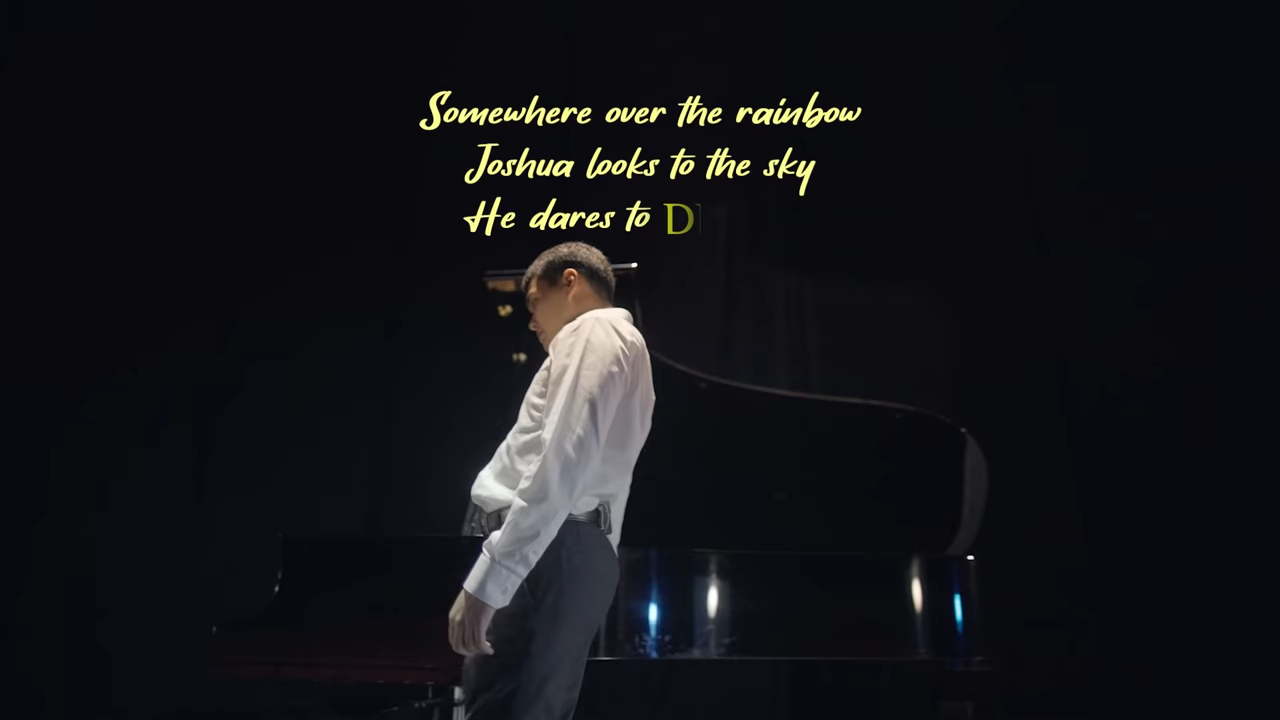 Somewhere over the rainbow
Joshua looks to the sky
He dares to D